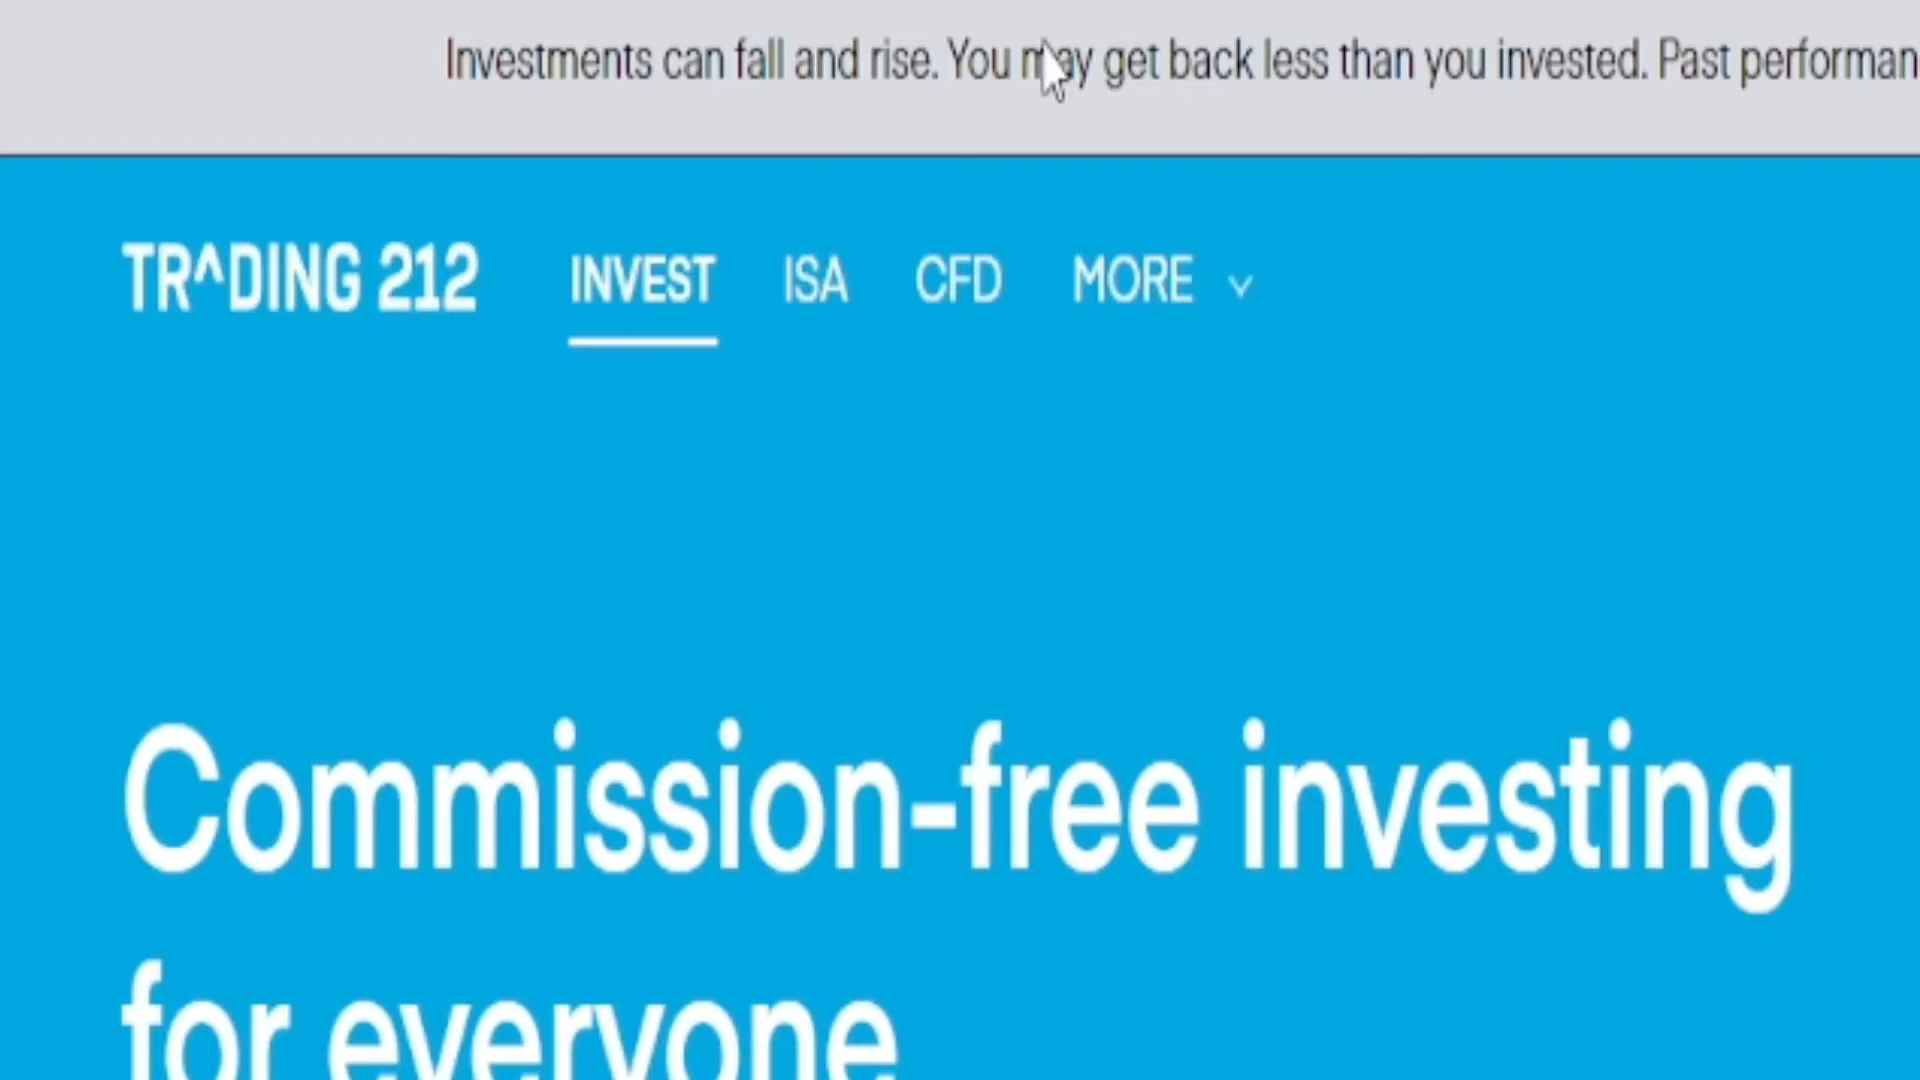 Investments can fall and rise. You may get back less than you invested. Past performan
TR^DING 212 INVEST ISA CFD MORE
Commission-free investing
for everyone